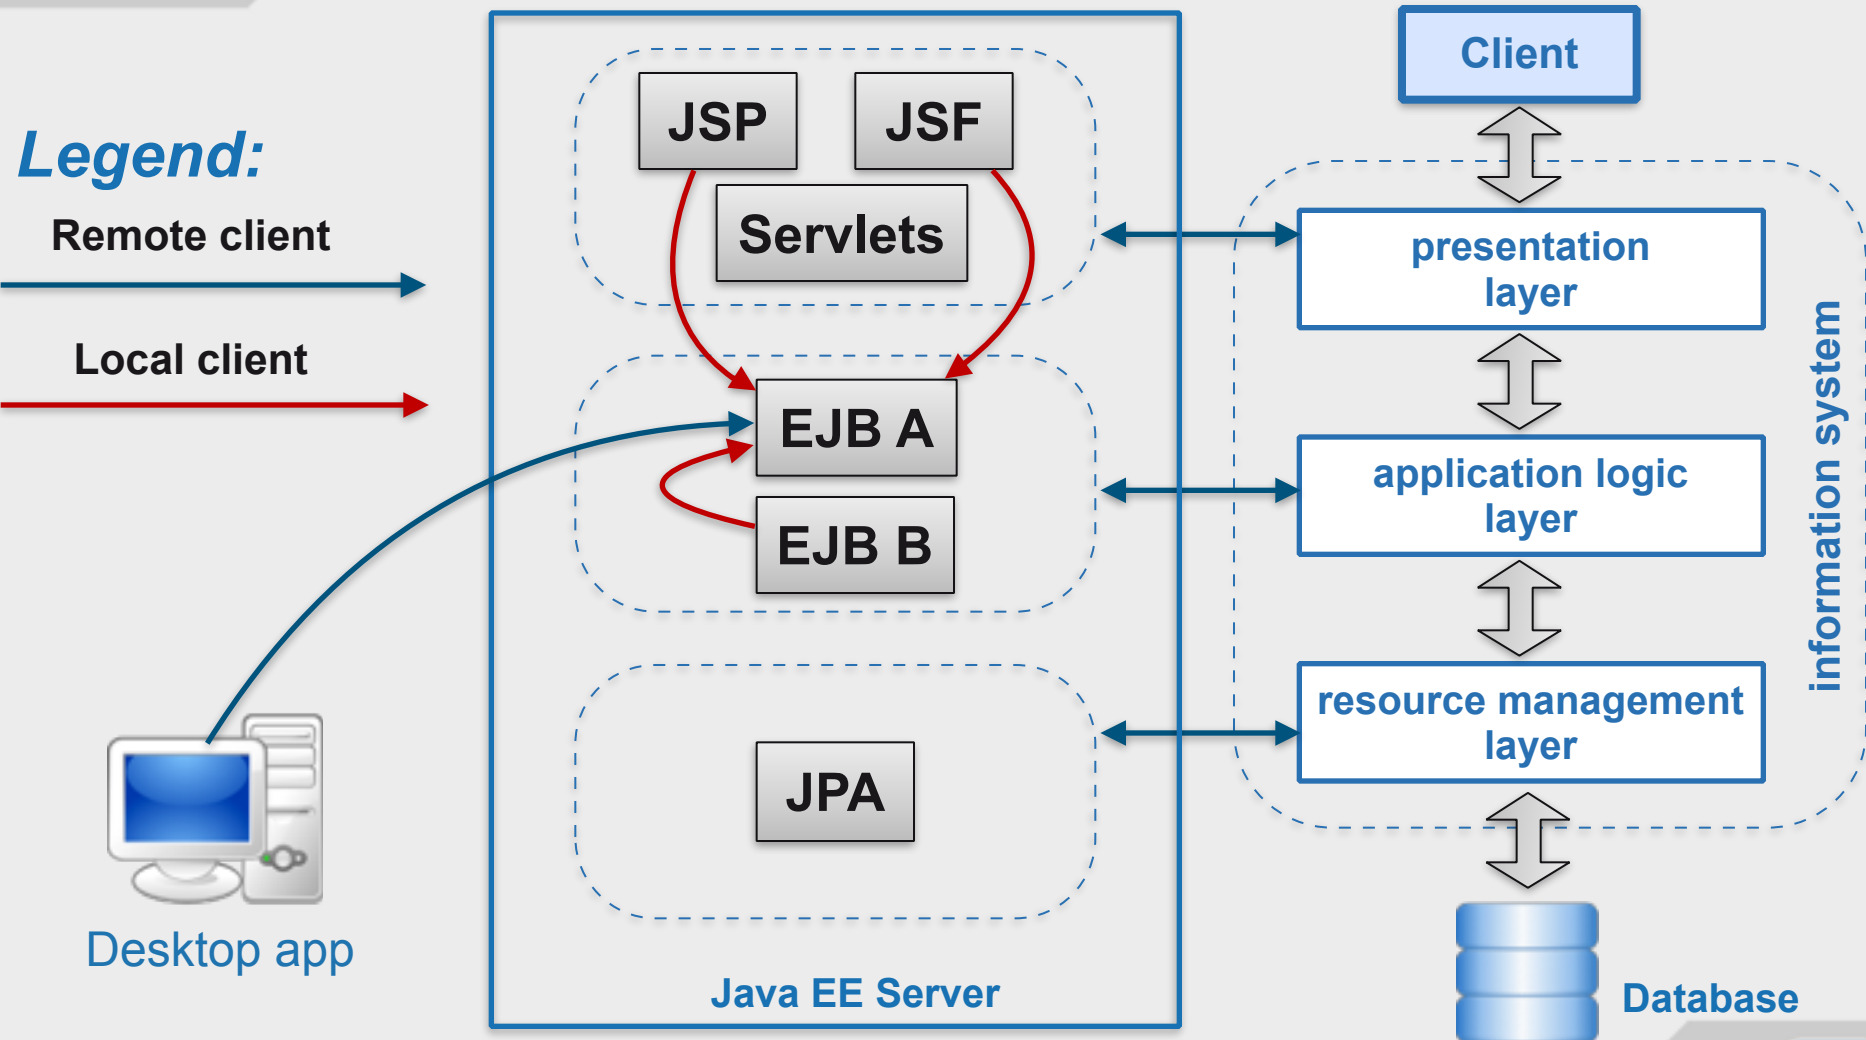 Legend:
Remote client
Local client
Desktop app
JSP
JSF
Servlets
EJB A
EJB B
JPA
Java EE Server
Client
presentation
layer
application logic
layer
resource management
layer
information system
Database